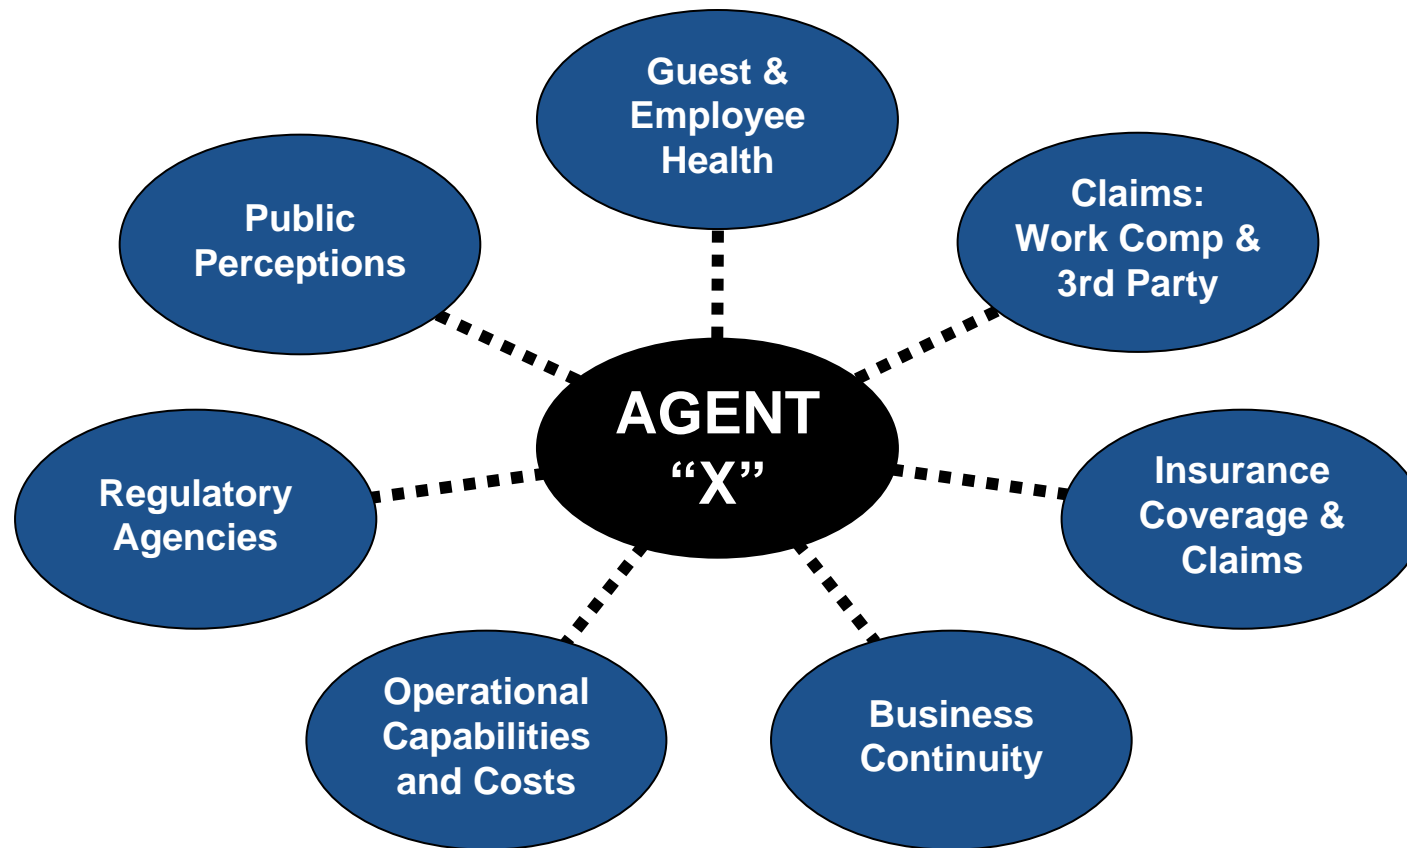 Guest &
Employee
Health
Public
Perceptions
Claims:
Work Comp &
3rd Party
AGENT
“X”
Regulatory
Agencies
Insurance
Coverage &
Claims
Operational
Capabilities
and Costs
Business
Continuity